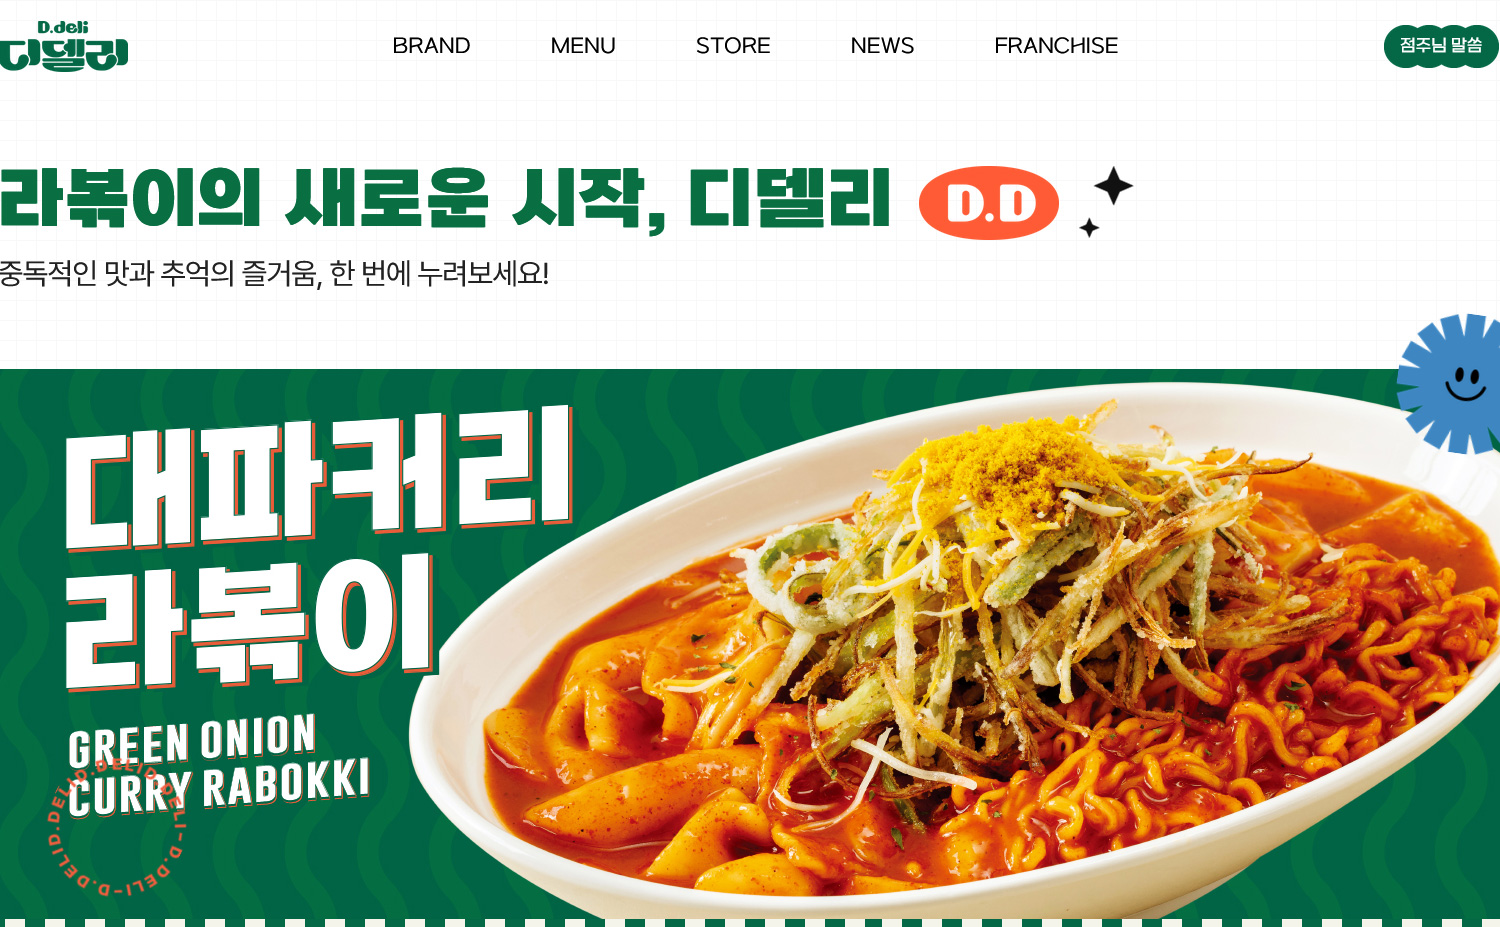 D.deli
디델리
BRAND MENU STORE NEWS FRANCHISE
점주님 말씀
라볶이의 새로운 시작, 디델리
D.D
중독적인 맛과 추억의 즐거움, 한 번에 누려보세요!
대파커리
라볶이
GREEN ONION
CURRY RABOKKI
D.DELI-D.DELI-D.DELID.DELID.DELID.DELI-